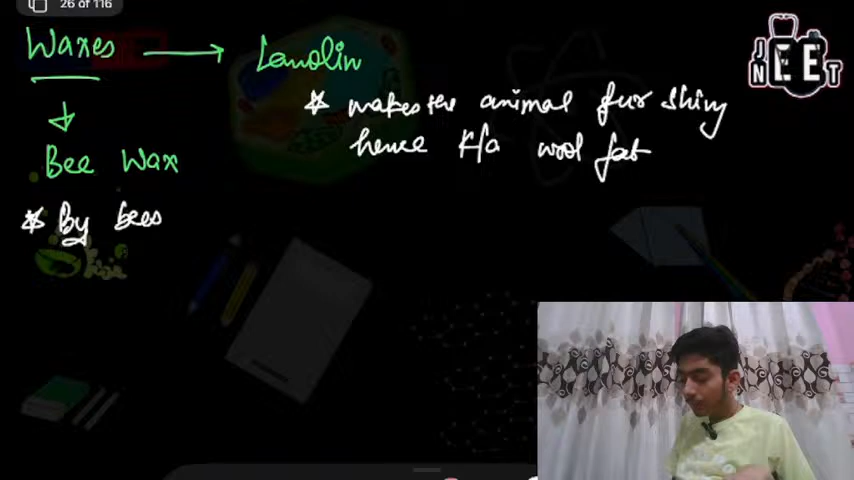 26 of 116
Waxes → Lanolin
* makes the animal fur shiny
hence K/a wool fat
Bee Wax
* By bees
J
NEET